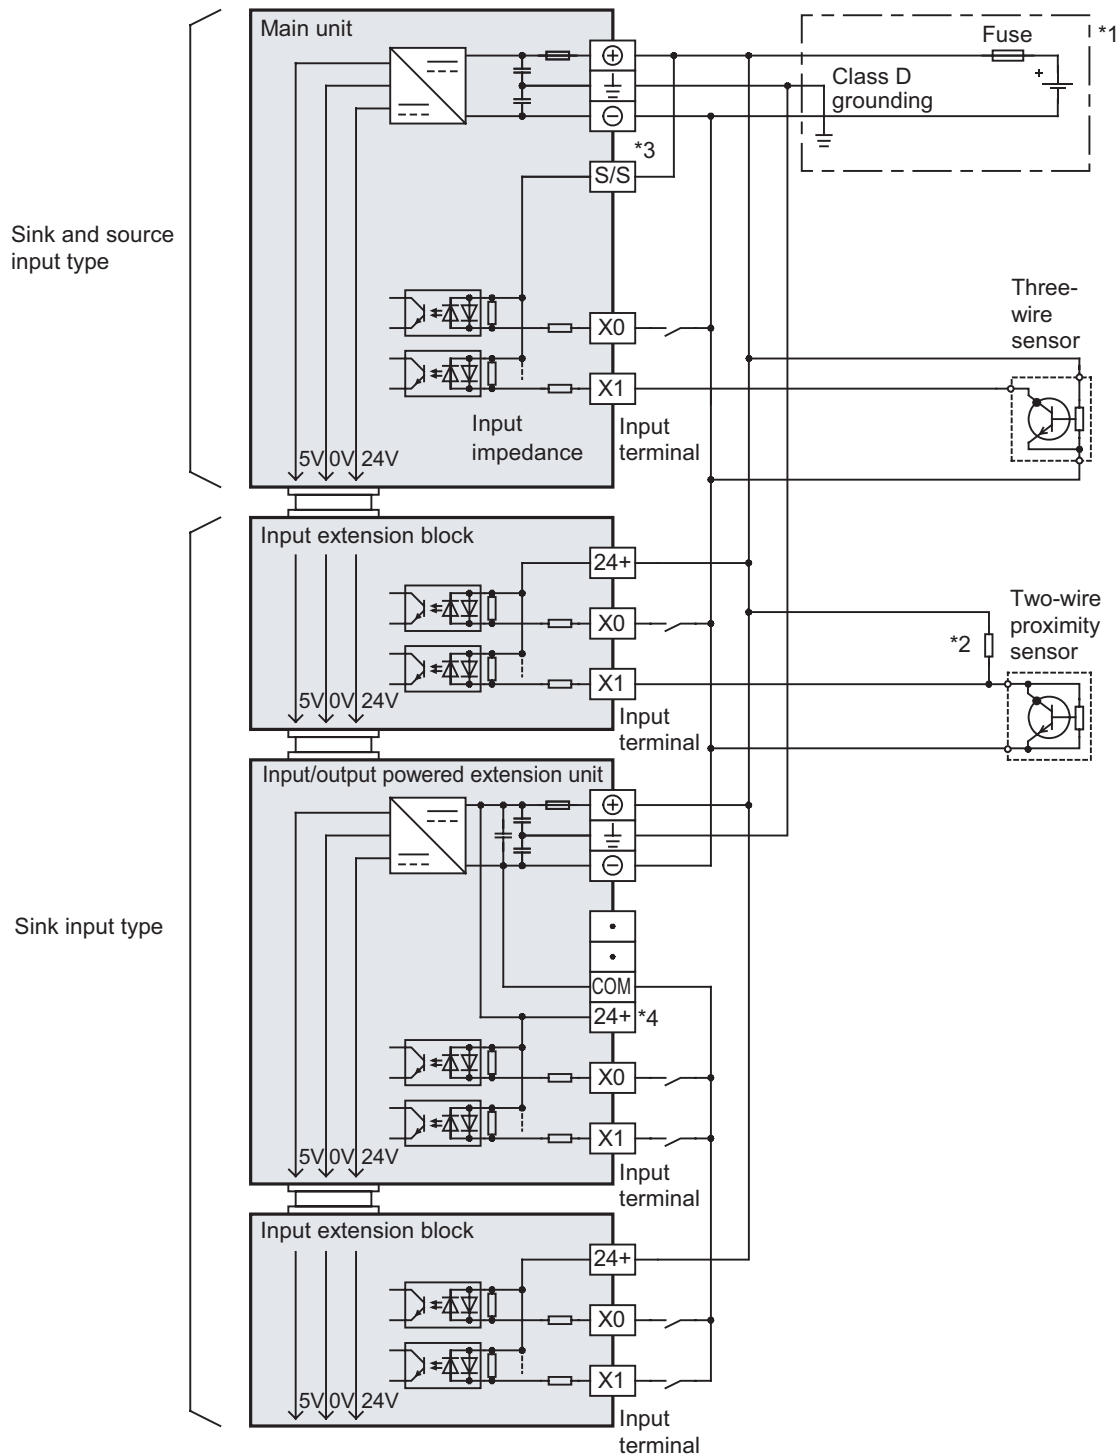 Main unit
Fuse
*1
⊕
Class D
grounding
+
⊖
*3
S/S
Sink and source
input type
Three-
wire
sensor
X0
X1
Input
impedance
Input
terminal
5V 0V 24V
Input extension block
24+
X0
Two-wire
proximity
sensor
*2
X1
5V 0V 24V
Input
terminal
Input/output powered extension unit
⊕
⊖
Sink input type
•
•
COM
24+
*4
X0
X1
5V 0V 24V
Input
terminal
Input extension block
24+
X0
X1
5V 0V 24V
Input
terminal